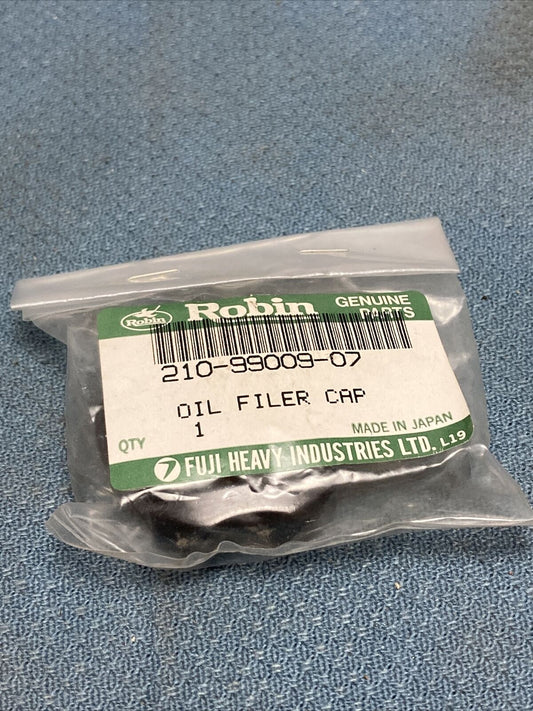 Robin
Robin GENUINE PARTS
210-99009-07
OIL FILER CAP
QTY 1
MADE IN JAPAN
FUJI HEAVY INDUSTRIES LTD. L19